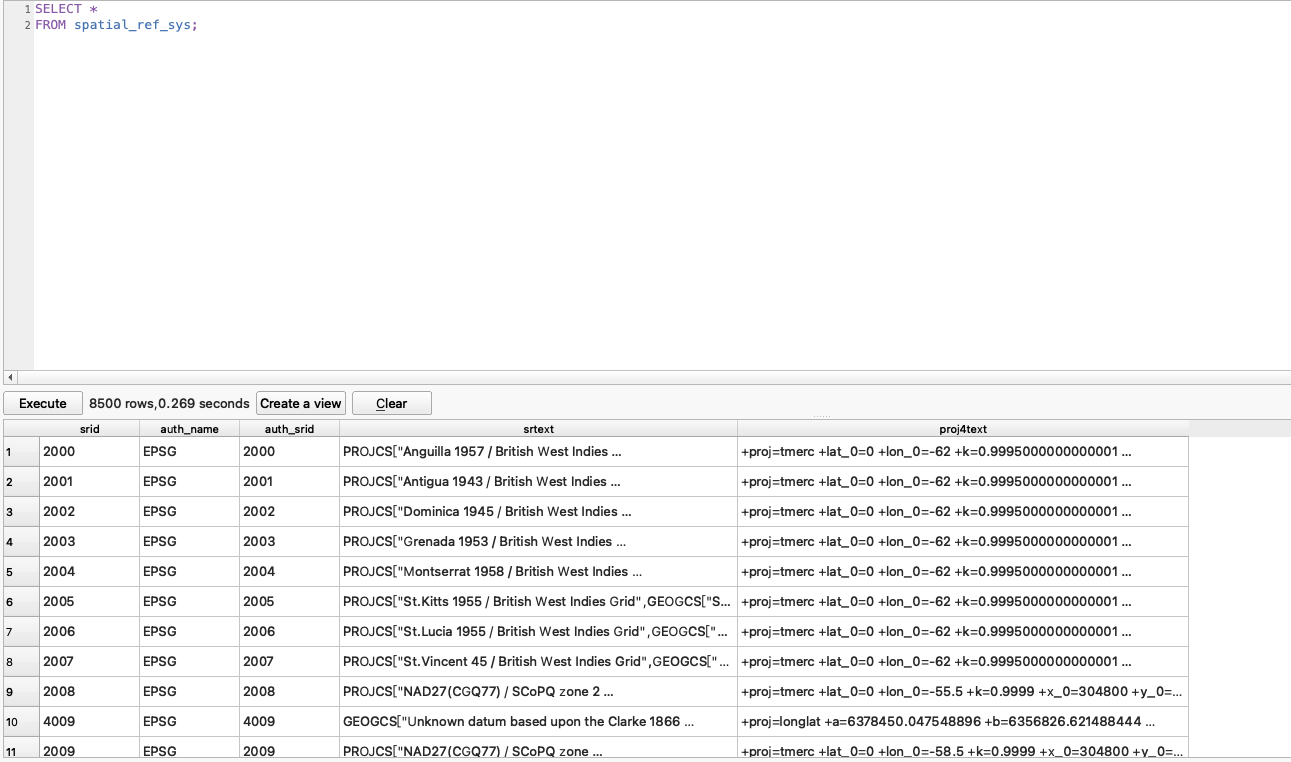 1 SELECT *
2 FROM spatial_ref_sys;
Execute 8500 rows,0.269 seconds Create a view Clear
srid auth_name auth_srid srtext proj4text
1 2000 EPSG 2000 PROJCS["Anguilla 1957 / British West Indies ... +proj=tmerc +lat_0=0 +lon_0=-62 +k=0.9995000000000001 ...
2 2001 EPSG 2001 PROJCS["Antigua 1943 / British West Indies ... +proj=tmerc +lat_0=0 +lon_0=-62 +k=0.9995000000000001 ...
3 2002 EPSG 2002 PROJCS["Dominica 1945 / British West Indies ... +proj=tmerc +lat_0=0 +lon_0=-62 +k=0.9995000000000001 ...
4 2003 EPSG 2003 PROJCS["Grenada 1953 / British West Indies ... +proj=tmerc +lat_0=0 +lon_0=-62 +k=0.9995000000000001 ...
5 2004 EPSG 2004 PROJCS["Montserrat 1958 / British West Indies ... +proj=tmerc +lat_0=0 +lon_0=-62 +k=0.9995000000000001 ...
6 2005 EPSG 2005 PROJCS["St.Kitts 1955 / British West Indies Grid",GEOGCS["S... +proj=tmerc +lat_0=0 +lon_0=-62 +k=0.9995000000000001 ...
7 2006 EPSG 2006 PROJCS["St.Lucia 1955 / British West Indies Grid",GEOGCS["... +proj=tmerc +lat_0=0 +lon_0=-62 +k=0.9995000000000001 ...
8 2007 EPSG 2007 PROJCS["St.Vincent 45 / British West Indies Grid",GEOGCS["... +proj=tmerc +lat_0=0 +lon_0=-62 +k=0.9995000000000001 ...
9 2008 EPSG 2008 PROJCS["NAD27(CGQ77) / SCoPQ zone 2 ... +proj=tmerc +lat_0=0 +lon_0=-55.5 +k=0.9999 +x_0=304800 +y_0=...
10 4009 EPSG 4009 GEOGCS["Unknown datum based upon the Clarke 1866 ... +proj=longlat +a=6378450.047548896 +b=6356826.621488444 ...
11 2009 EPSG 2009 PROJCS["NAD27(CGQ77) / SCoPQ zone ... +proj=tmerc +lat_0=0 +lon_0=-58.5 +k=0.9999 +x_0=304800 +y_0=...